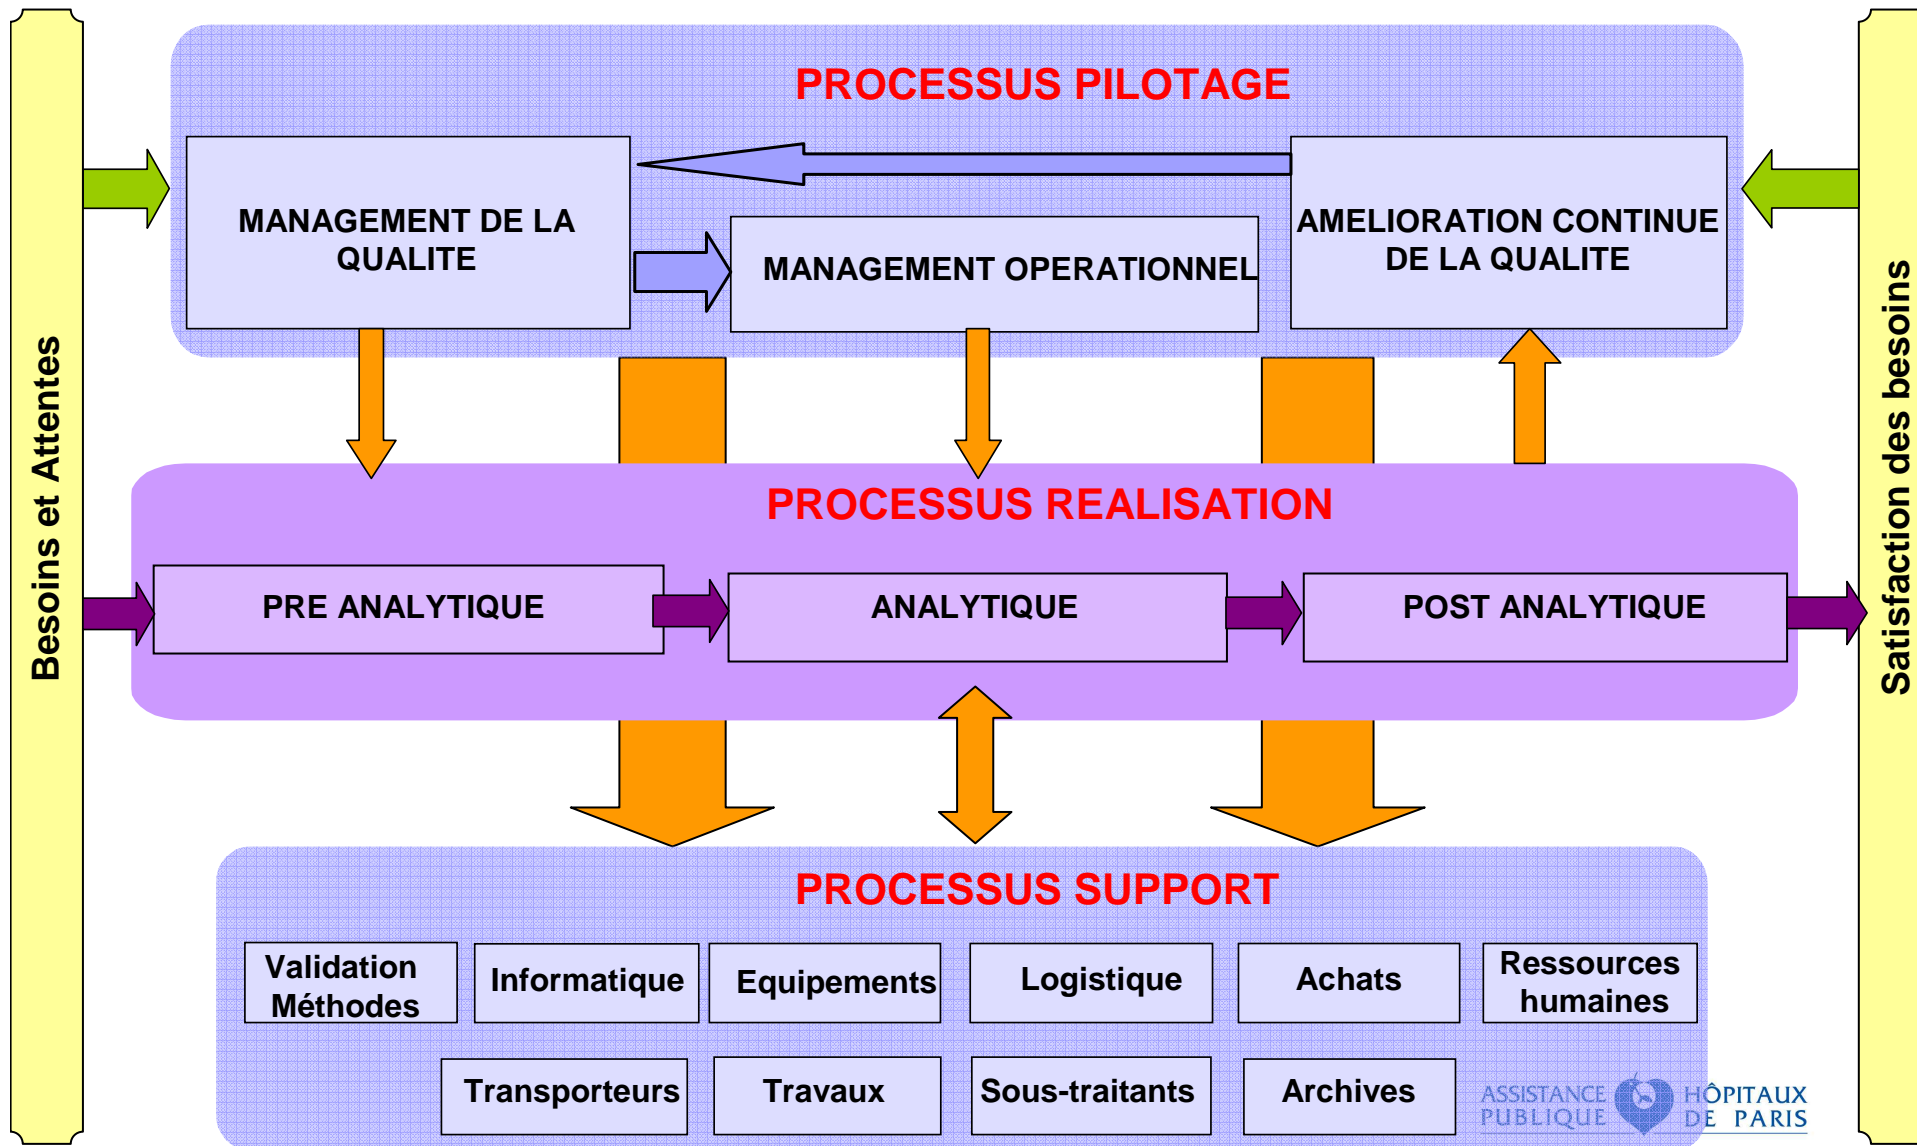 PROCESSUS PILOTAGE
MANAGEMENT DE LA
QUALITE
MANAGEMENT OPERATIONNEL
AMELIORATION CONTINUE
DE LA QUALITE
Besoins et Attentes
Satisfaction des besoins
PROCESSUS REALISATION
PRE ANALYTIQUE
ANALYTIQUE
POST ANALYTIQUE
PROCESSUS SUPPORT
Validation
Méthodes
Informatique
Equipements
Logistique
Achats
Ressources
humaines
Transporteurs
Travaux
Sous-traitants
Archives
ASSISTANCE
PUBLIQUE
HÔPITAUX
DE PARIS